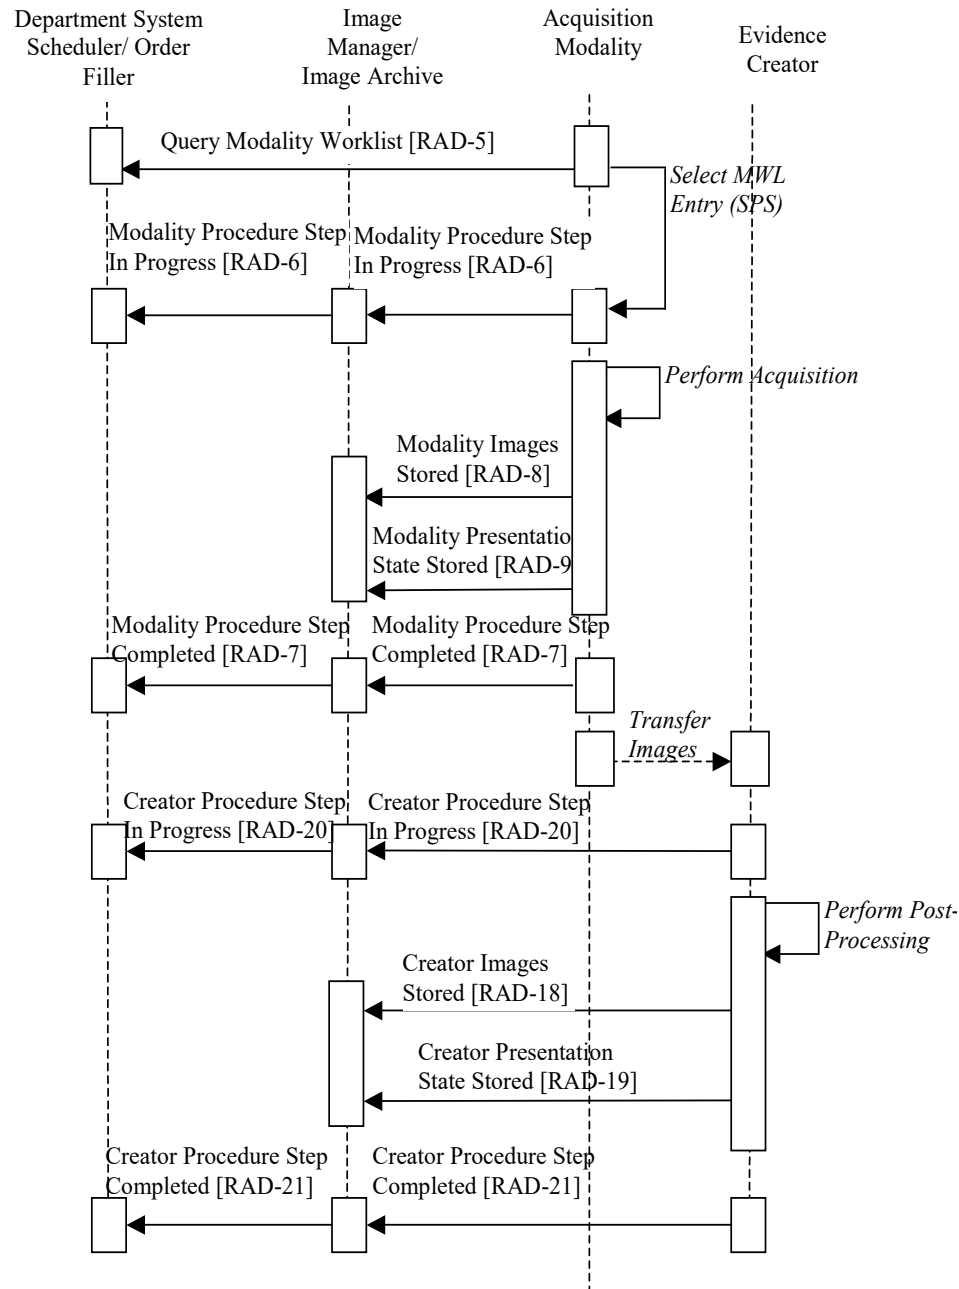 Department System
Scheduler/ Order
Filler
Image
Manager/
Image Archive
Acquisition
Modality
Evidence
Creator
Query Modality Worklist [RAD-5]
Select MWL
Entry (SPS)
Modality Procedure Step
In Progress [RAD-6]
Modality Procedure Step
In Progress [RAD-6]
Perform Acquisition
Modality Images
Stored [RAD-8]
Modality Presentatio
State Stored [RAD-9
Modality Procedure Step
Completed [RAD-7]
Modality Procedure Step
Completed [RAD-7]
Transfer
Images
Creator Procedure Step
In Progress [RAD-20]
Creator Procedure Step
In Progress [RAD-20]
Perform Post-
Processing
Creator Images
Stored [RAD-18]
Creator Presentation
State Stored [RAD-19]
Creator Procedure Step
Completed [RAD-21]
Creator Procedure Step
Completed [RAD-21]